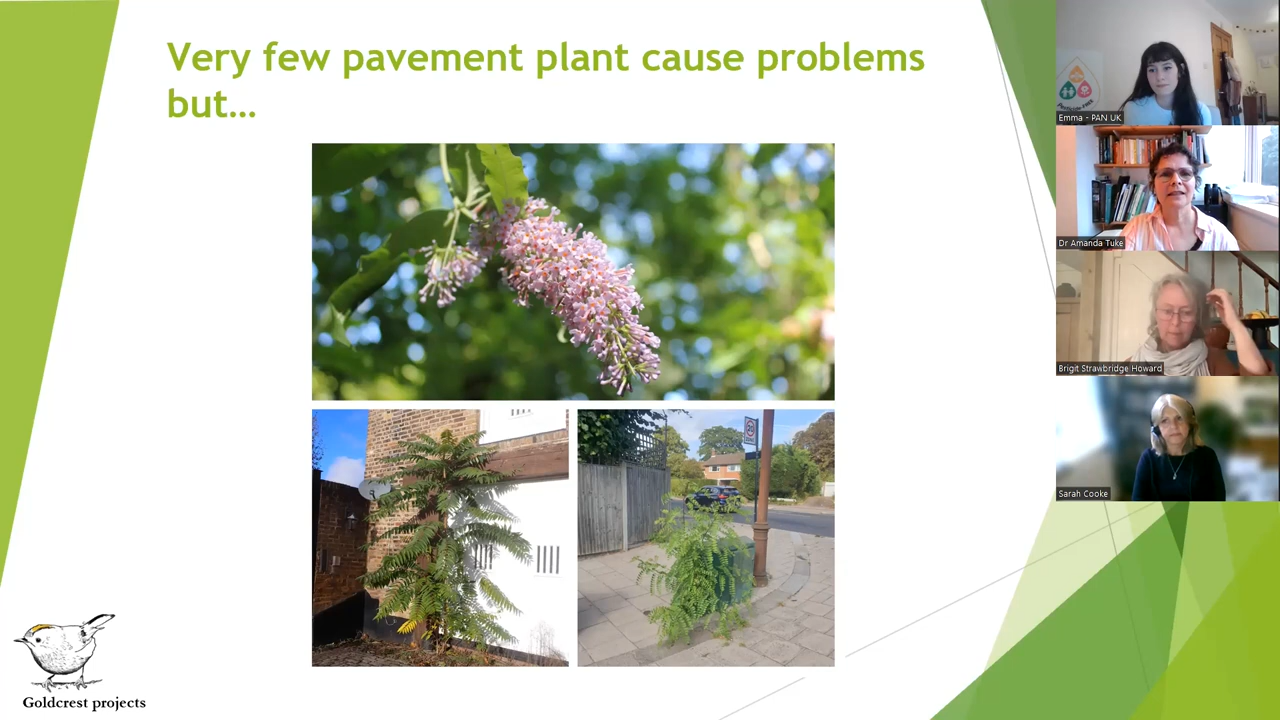 Very few pavement plant cause problems
but...
Emma - PAN UK
Dr Amanda Tuke
Brigit Strawbridge Howard
Sarah Cooke
Goldcrest projects